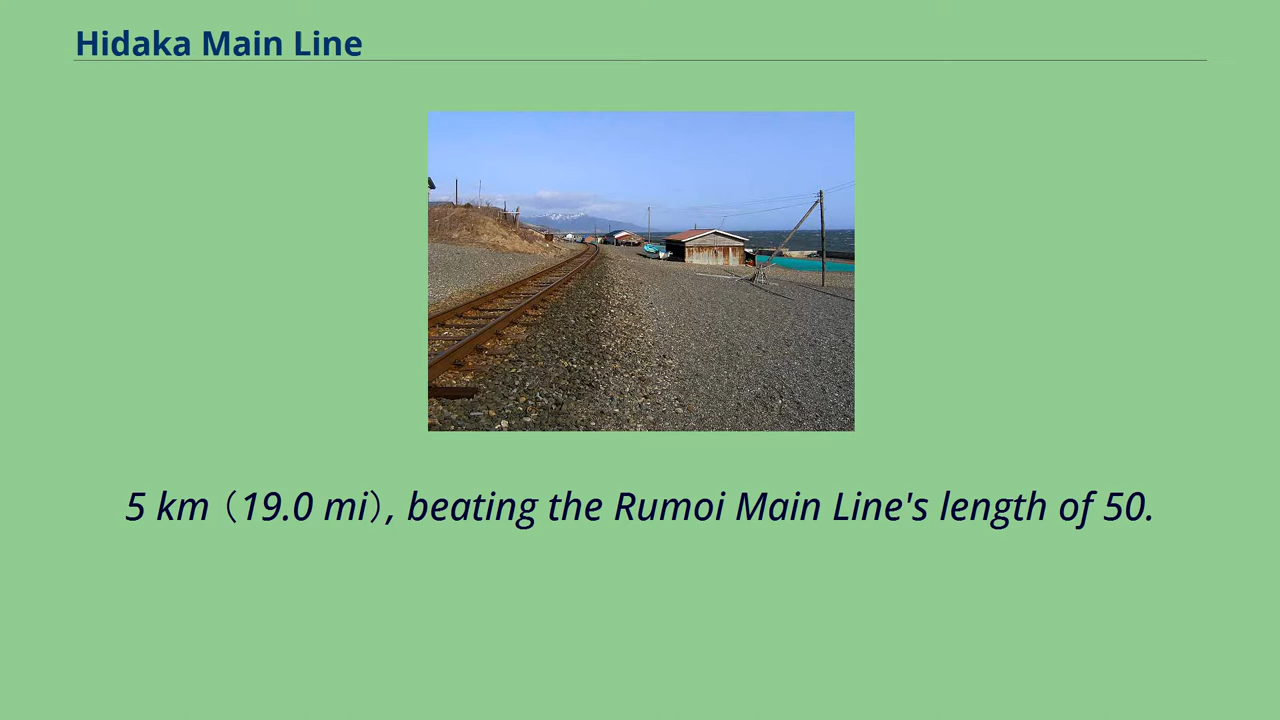 Hidaka Main Line
5 km（19.0 mi）, beating the Rumoi Main Line's length of 50.